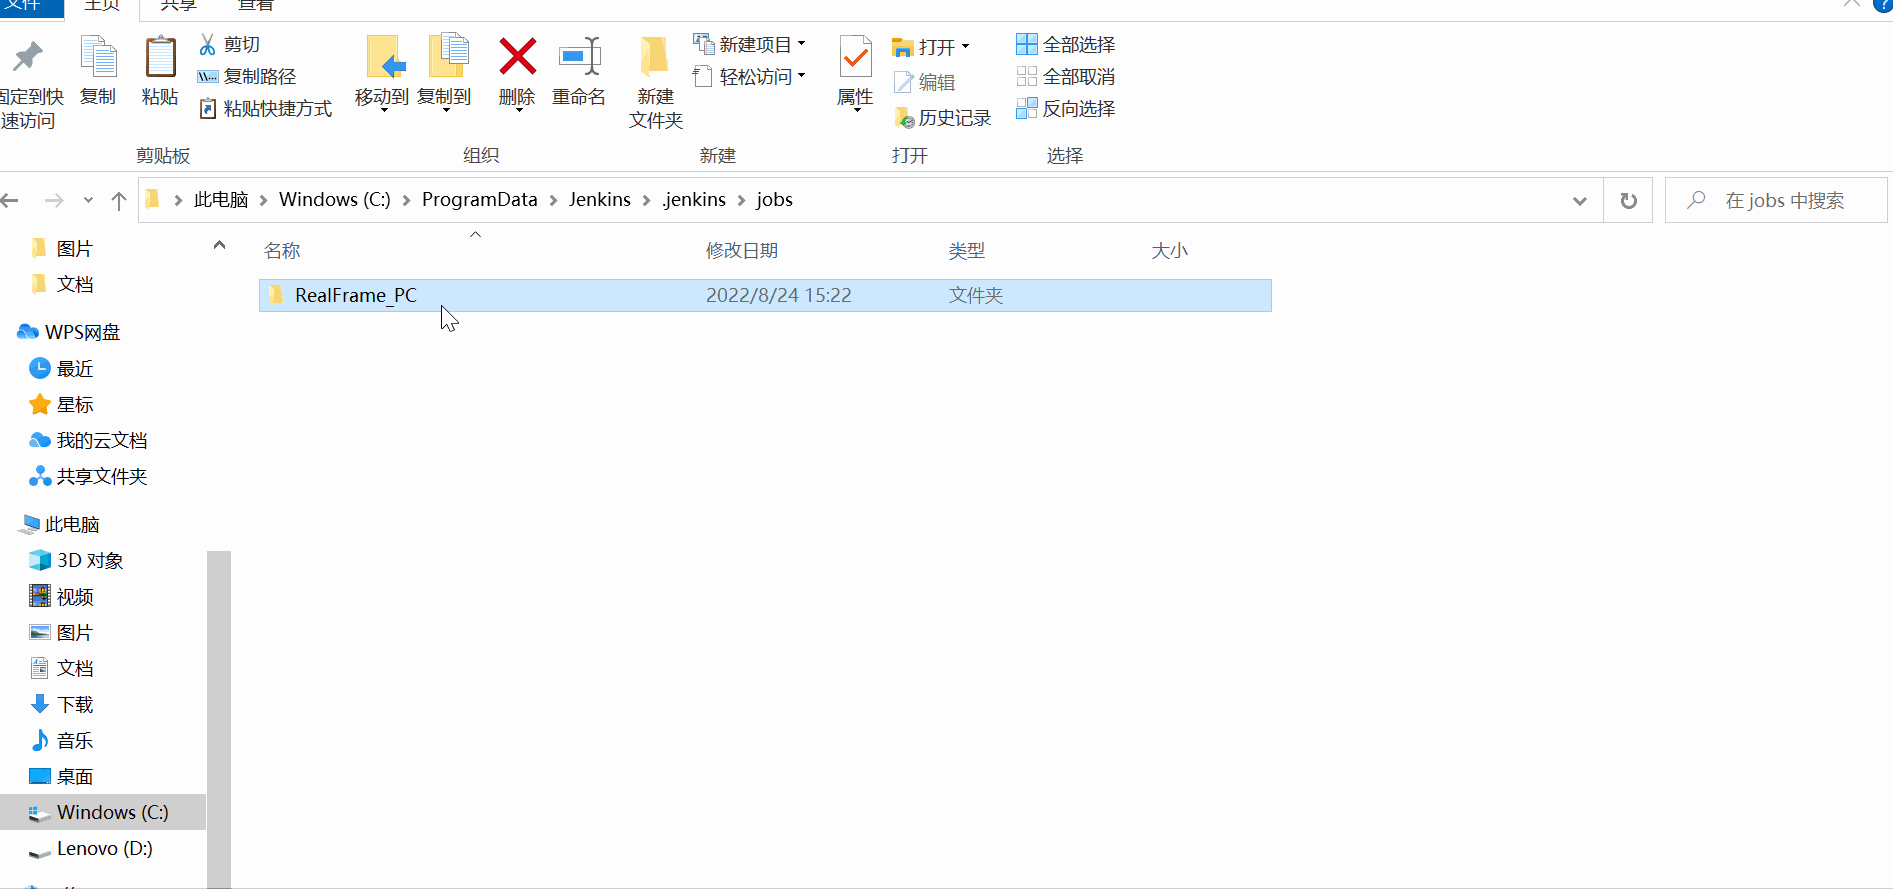 文件 主页 共享 查看
固定到快
速访问
复制
粘贴
剪切
复制路径
粘贴快捷方式
移动到
复制到
删除
重命名
新建
文件夹
新建项目
轻松访问
属性
打开
编辑
历史记录
全部选择
全部取消
反向选择
剪贴板 组织 新建 打开 选择
此电脑 > Windows (C:) > ProgramData > Jenkins > .jenkins > jobs
在 jobs 中搜索
名称 修改日期 类型 大小
RealFrame_PC 2022/8/24 15:22 文件夹
图片
文档
WPS网盘
最近
星标
我的云文档
共享文件夹
此电脑
3D 对象
视频
图片
文档
下载
音乐
桌面
Windows (C:)
Lenovo (D:)